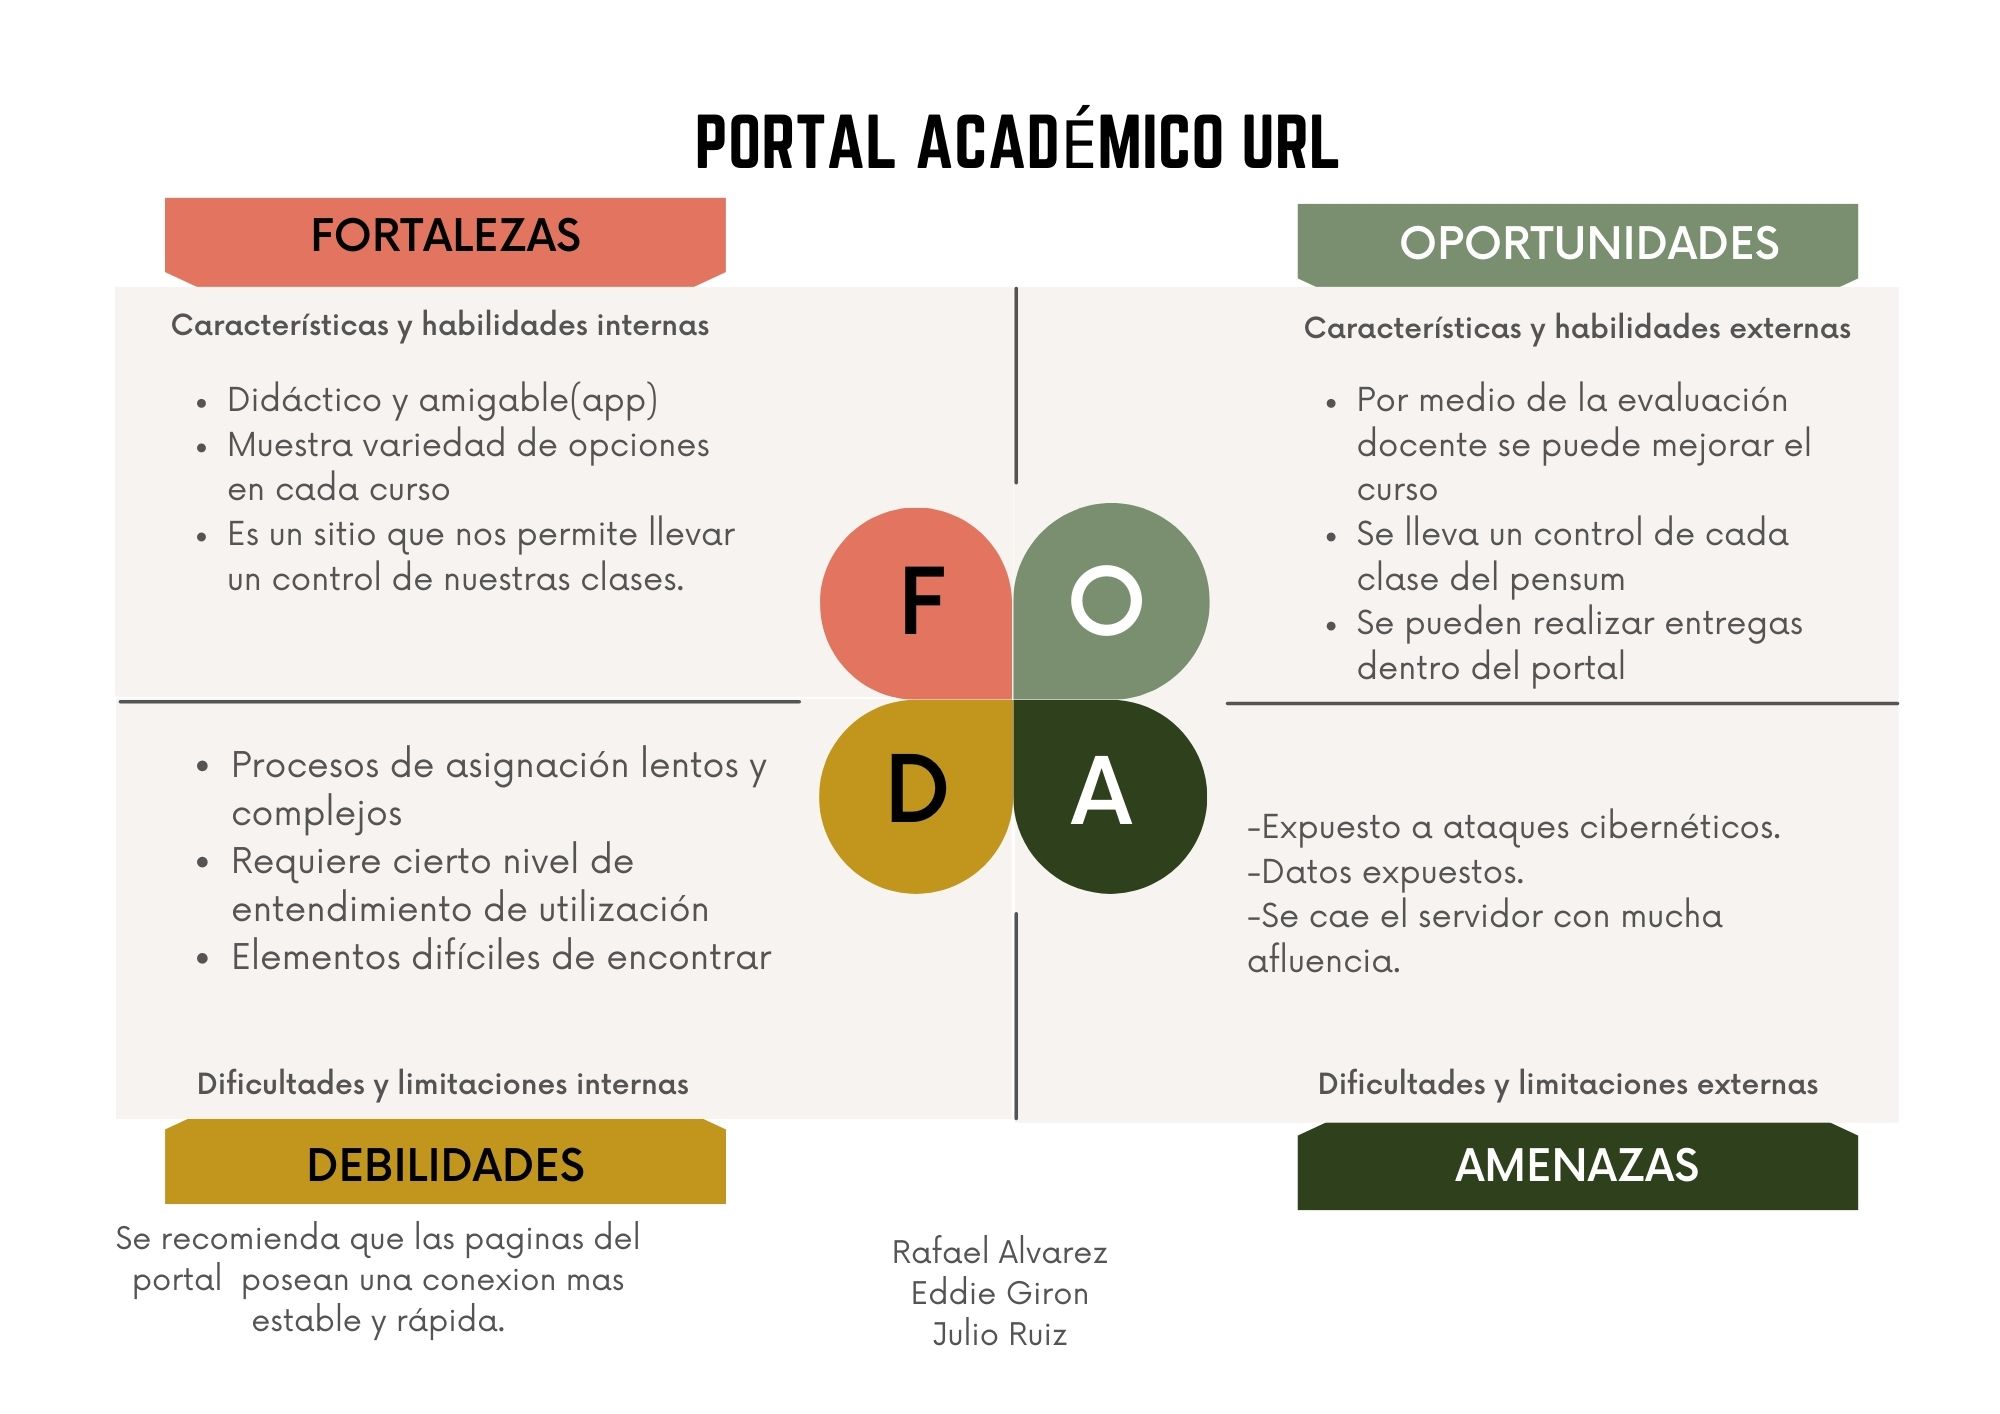 PORTAL ACADÉMICO URL
FORTALEZAS
Características y habilidades internas
• Didáctico y amigable(app)
• Muestra variedad de opciones
en cada curso
• Es un sitio que nos permite llevar
un control de nuestras clases.
OPORTUNIDADES
Características y habilidades externas
• Por medio de la evaluación
docente se puede mejorar el
curso
• Se lleva un control de cada
clase del pensum
• Se pueden realizar entregas
dentro del portal
F
O
D
A
• Procesos de asignación lentos y
complejos
• Requiere cierto nivel de
entendimiento de utilización
• Elementos difíciles de encontrar
Dificultades y limitaciones internas
DEBILIDADES
-Expuesto a ataques cibernéticos.
-Datos expuestos.
-Se cae el servidor con mucha
afluencia.
Dificultades y limitaciones externas
AMENAZAS
Se recomienda que las paginas del
portal  posean una conexion mas
estable y rápida.
Rafael Alvarez
Eddie Giron
Julio Ruiz